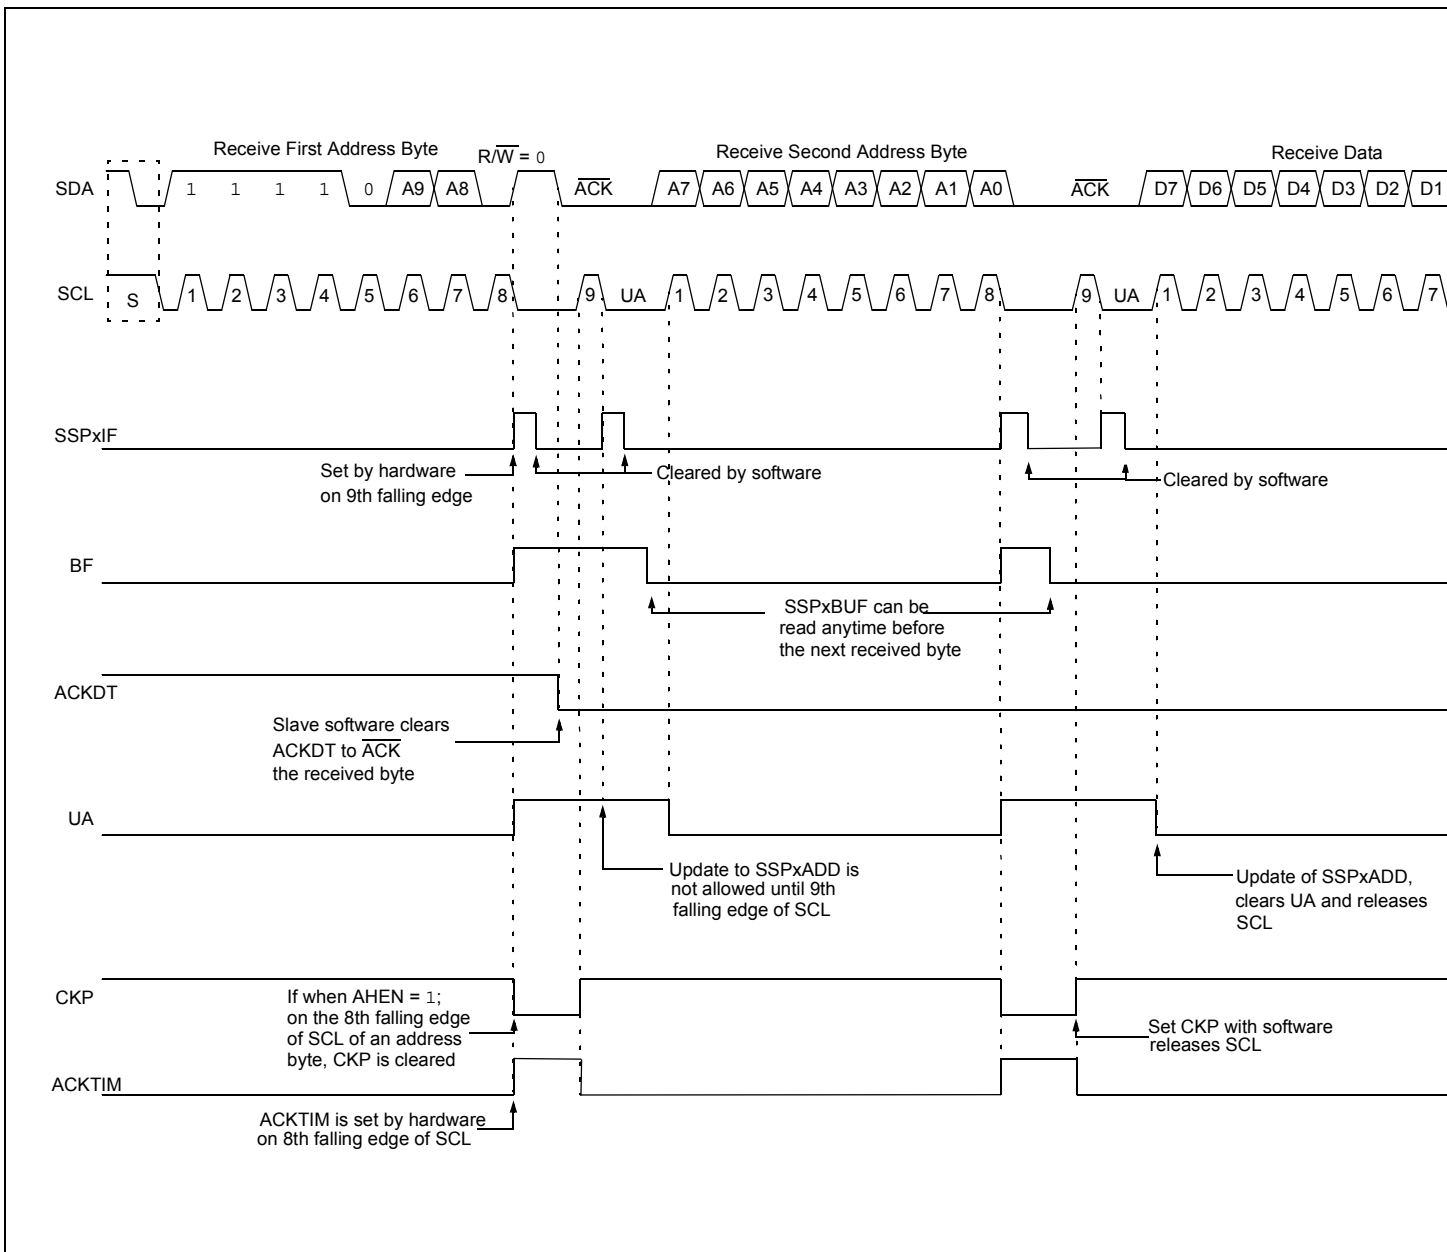 Receive First Address Byte
R/W = 0
Receive Second Address Byte
Receive Data
SDA
1 1 1 1 0 A9 A8
ACK
A7 A6 A5 A4 A3 A2 A1 A0
ACK
D7 D6 D5 D4 D3 D2 D1
SCL
S
1 2 3 4 5 6 7 8 9 UA 1 2 3 4 5 6 7 8 9 UA 1 2 3 4 5 6 7
SSPxIF
Set by hardware
on 9th falling edge
Cleared by software
Cleared by software
BF
SSPxBUF can be
read anytime before
the next received byte
ACKDT
Slave software clears
ACKDT to ACK
the received byte
UA
Update to SSPxADD is
not allowed until 9th
falling edge of SCL
Update of SSPxADD,
clears UA and releases
SCL
CKP
If when AHEN = 1;
on the 8th falling edge
of SCL of an address
byte, CKP is cleared
Set CKP with software
releases SCL
ACKTIM
ACKTIM is set by hardware
on 8th falling edge of SCL